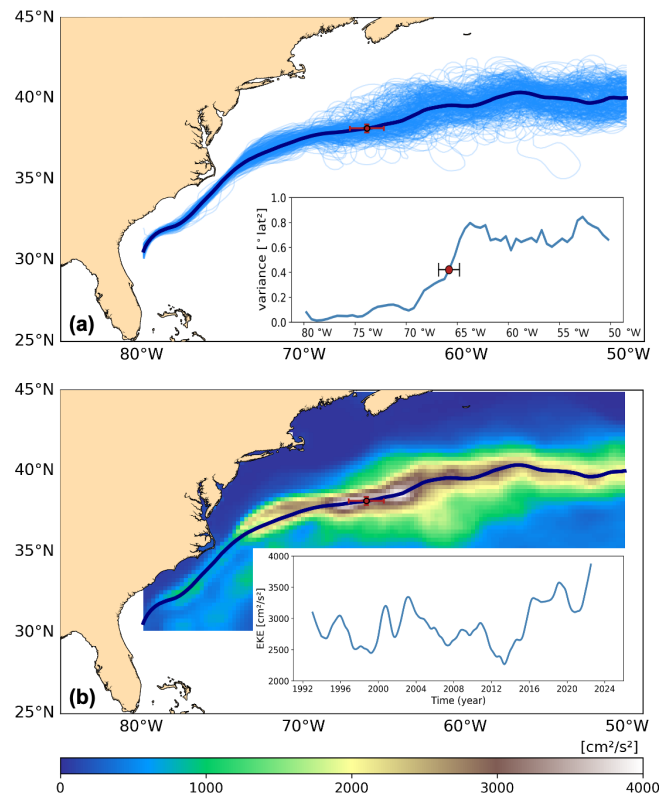 45°N
40°N
35°N
30°N
25°N
(a)
variance [° lat²]
1.0
0.8
0.6
0.4
0.2
0.0
80°W 75°W 70 °W 65 °W 60 °W 55 °W 50 °W
80°W 70°W 60°W 50°W
45°N
40°N
35°N
30°N
25°N
(b)
EKE [cm²/s²]
4000
3500
3000
2500
2000
1992 1996 2000 2004 2008 2012 2016 2020 2024
Time (year)
80°W 70°W 60°W 50°W
[cm²/s²]
0 1000 2000 3000 4000